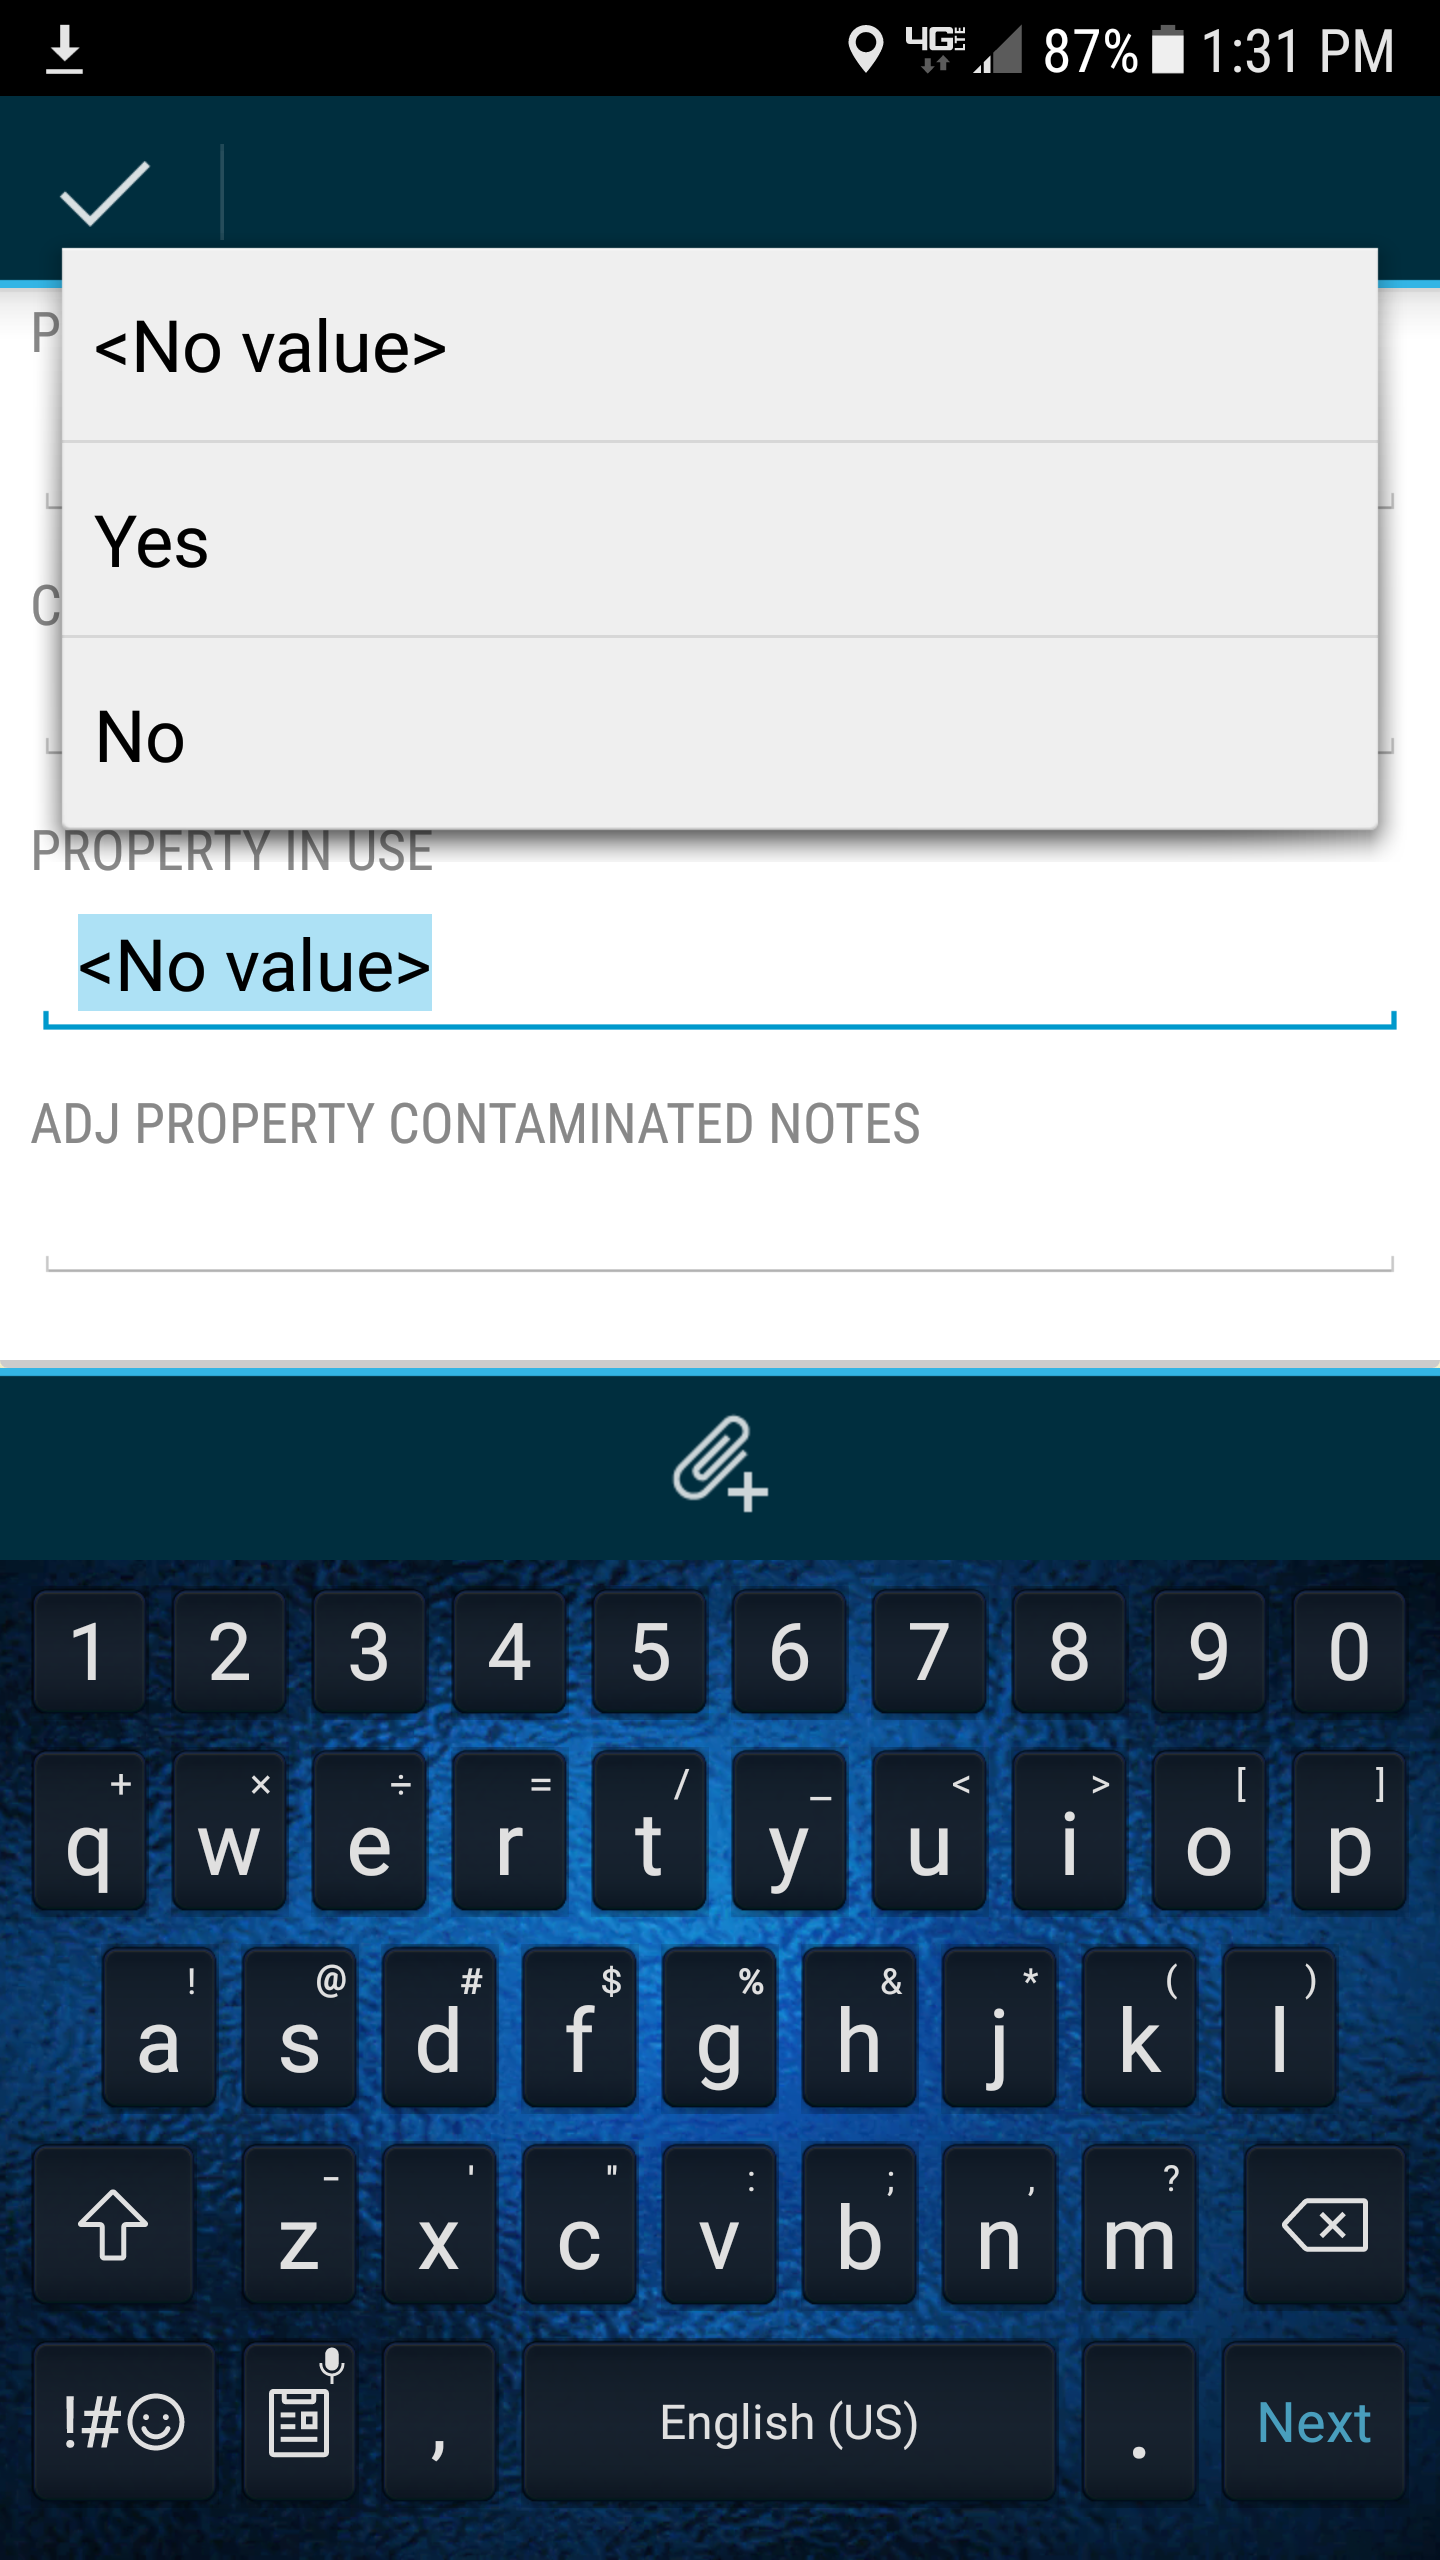 4G LTE 87% 1:31 PM
<No value>
P
Yes
C
No
PROPERTY IN USE
<No value>
ADJ PROPERTY CONTAMINATED NOTES
1 2 3 4 5 6 7 8 9 0
+ × ÷ = / _ < > [ ]
q w e r t y u i o p
! @ # $ % & * ( )
a s d f g h j k l
- ' " : ; , ?
z x c v b n m
!#☺ , English (US) . Next